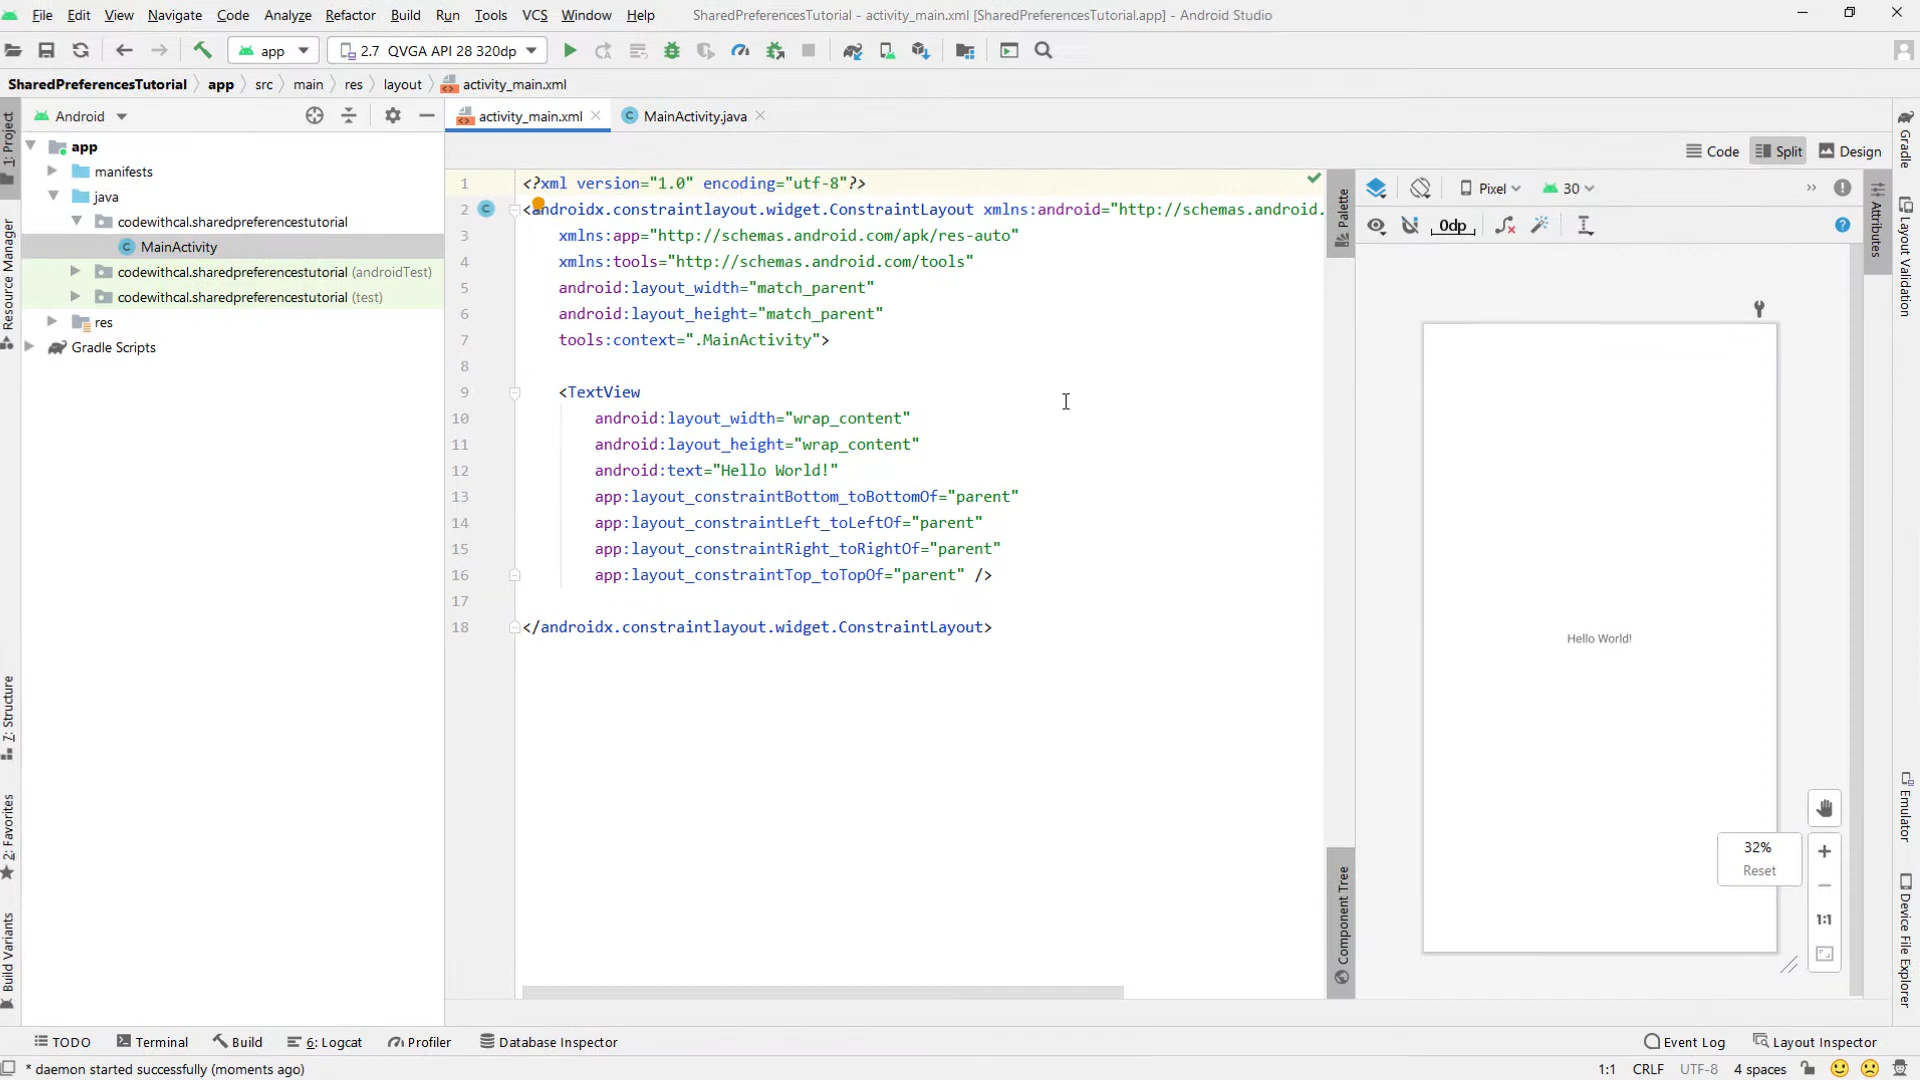 File Edit View Navigate Code Analyze Refactor Build Run Tools VCS Window Help SharedPreferencesTutorial - activity_main.xml [SharedPreferencesTutorial.app] - Android Studio
app 2.7 QVGA API 28 320dp
SharedPreferencesTutorial app src main res layout activity_main.xml
1: Project
Resource Manager
7: Structure
2: Favorites
Build Variants
Android
app
manifests
java
codewithcal.sharedpreferencestutorial
MainActivity
codewithcal.sharedpreferencestutorial (androidTest)
codewithcal.sharedpreferencestutorial (test)
res
Gradle Scripts
activity_main.xml MainActivity.java
Code Split Design
1 <?xml version="1.0" encoding="utf-8"?>
2 <androidx.constraintlayout.widget.ConstraintLayout xmlns:android="http://schemas.android.
3 xmlns:app="http://schemas.android.com/apk/res-auto"
4 xmlns:tools="http://schemas.android.com/tools"
5 android:layout_width="match_parent"
6 android:layout_height="match_parent"
7 tools:context=".MainActivity">
8
9 <TextView
10 android:layout_width="wrap_content"
11 android:layout_height="wrap_content"
12 android:text="Hello World!"
13 app:layout_constraintBottom_toBottomOf="parent"
14 app:layout_constraintLeft_toLeftOf="parent"
15 app:layout_constraintRight_toRightOf="parent"
16 app:layout_constraintTop_toTopOf="parent" />
17
18 </androidx.constraintlayout.widget.ConstraintLayout>
Palette
Component Tree
Pixel 30
0dp
Hello World!
32%
Reset
1:1
Attributes
Gradle
Layout Validation
Emulator
Device File Explorer
TODO Terminal Build 6: Logcat Profiler Database Inspector Event Log Layout Inspector
* daemon started successfully (moments ago) 1:1 CRLF UTF-8 4 spaces